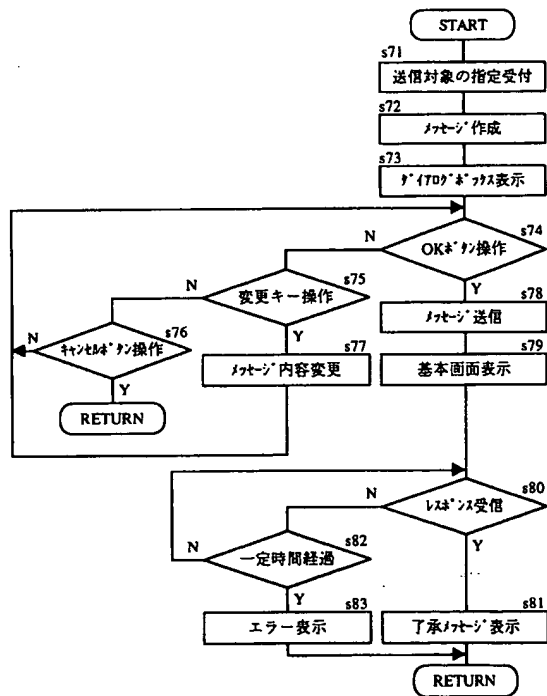 START
s71
送信対象の指定受付
s72
ﾒｯｾｰｼﾞ作成
s73
ﾀﾞｲｱﾛｸﾞﾎﾞｯｸｽ表示
s74
N
OKﾎﾞﾀﾝ操作
s75
N
Y
s78
変更キー操作
ﾒｯｾｰｼﾞ送信
s76
N
Y
s77
s79
ｷｬﾝｾﾙﾎﾞﾀﾝ操作
ﾒｯｾｰｼﾞ内容変更
基本画面表示
Y
RETURN
s80
N
ﾚｽﾎﾟﾝｽ受信
s82
N
Y
一定時間経過
Y
s83
s81
エラー表示
了承ﾒｯｾｰｼﾞ表示
RETURN